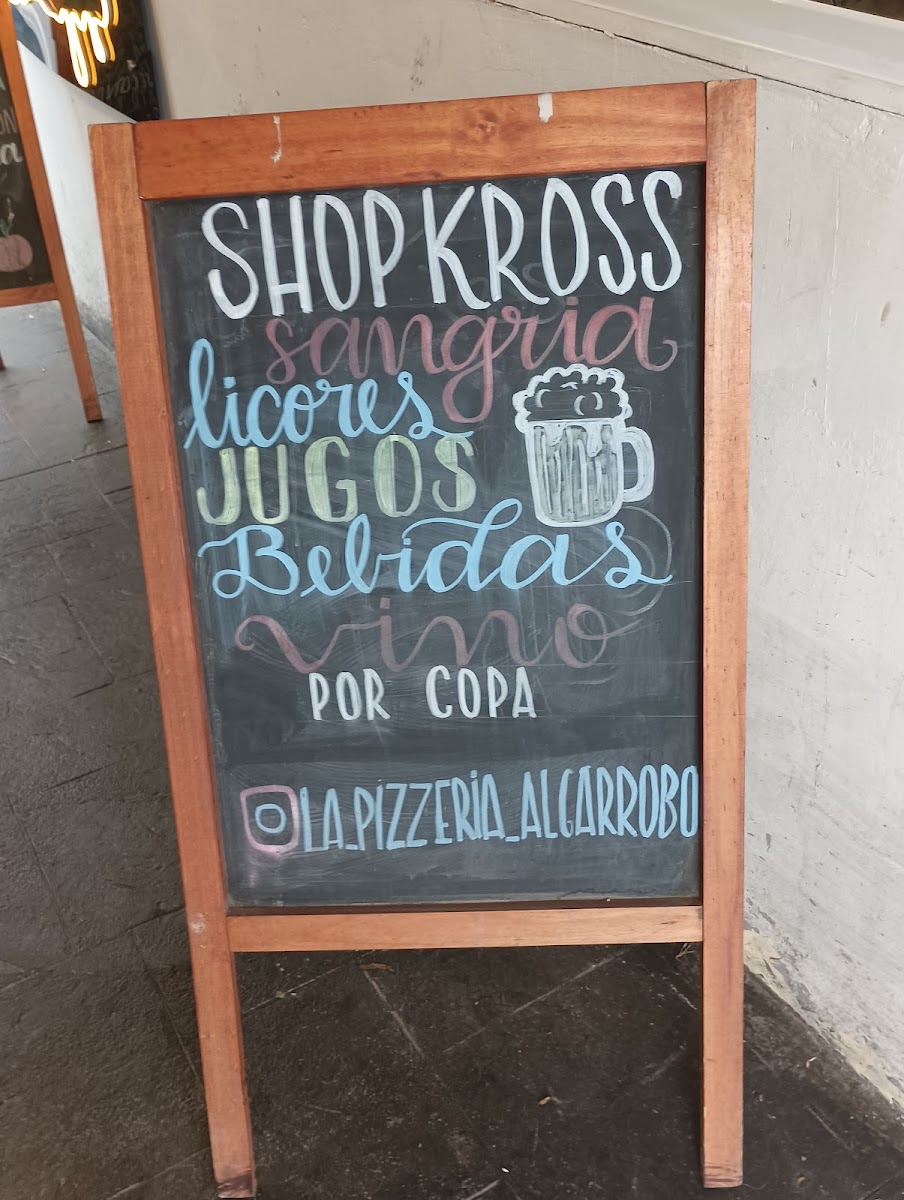 SHOP KROSS
sangria
licores
JUGOS
Bebidas
vino
POR COPA
LA_PIZZERIA_ALGARROBO